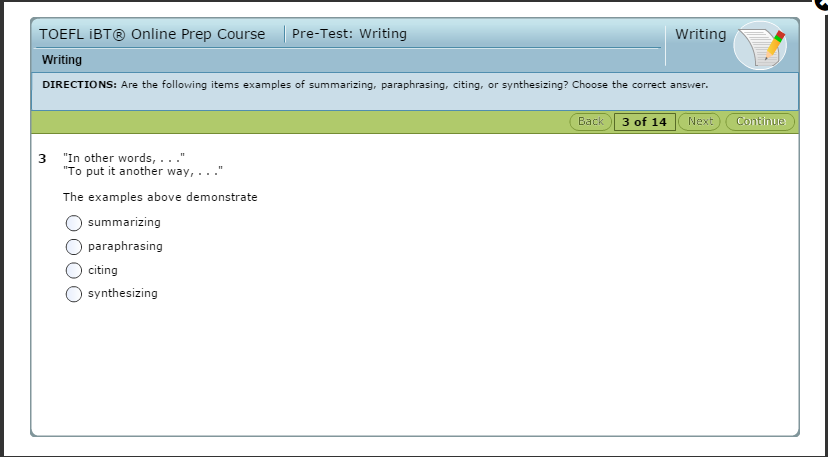 TOEFL iBT® Online Prep Course Pre-Test: Writing Writing
Writing
DIRECTIONS: Are the following items examples of summarizing, paraphrasing, citing, or synthesizing? Choose the correct answer.
Back 3 of 14 Next Continue
3 "In other words, . . ."
"To put it another way, . . ."
The examples above demonstrate
summarizing
paraphrasing
citing
synthesizing